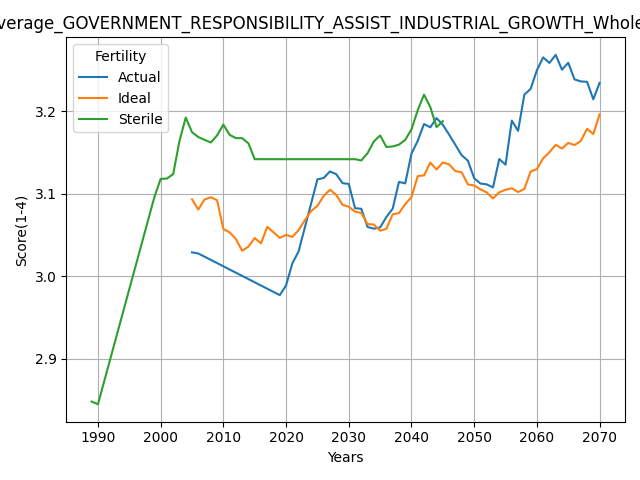 verage_GOVERNMENT_RESPONSIBILITY_ASSIST_INDUSTRIAL_GROWTH_Whole
Fertility
Actual
Ideal
Sterile
3.2
3.1
3.0
2.9
Score(1-4)
1990 2000 2010 2020 2030 2040 2050 2060 2070
Years